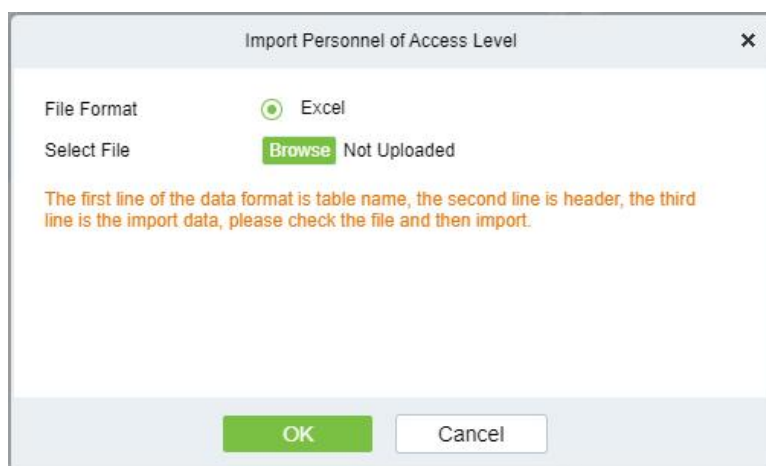 Import Personnel of Access Level
File Format Excel
Select File Browse Not Uploaded
The first line of the data format is table name, the second line is header, the third
line is the import data, please check the file and then import.
OK Cancel